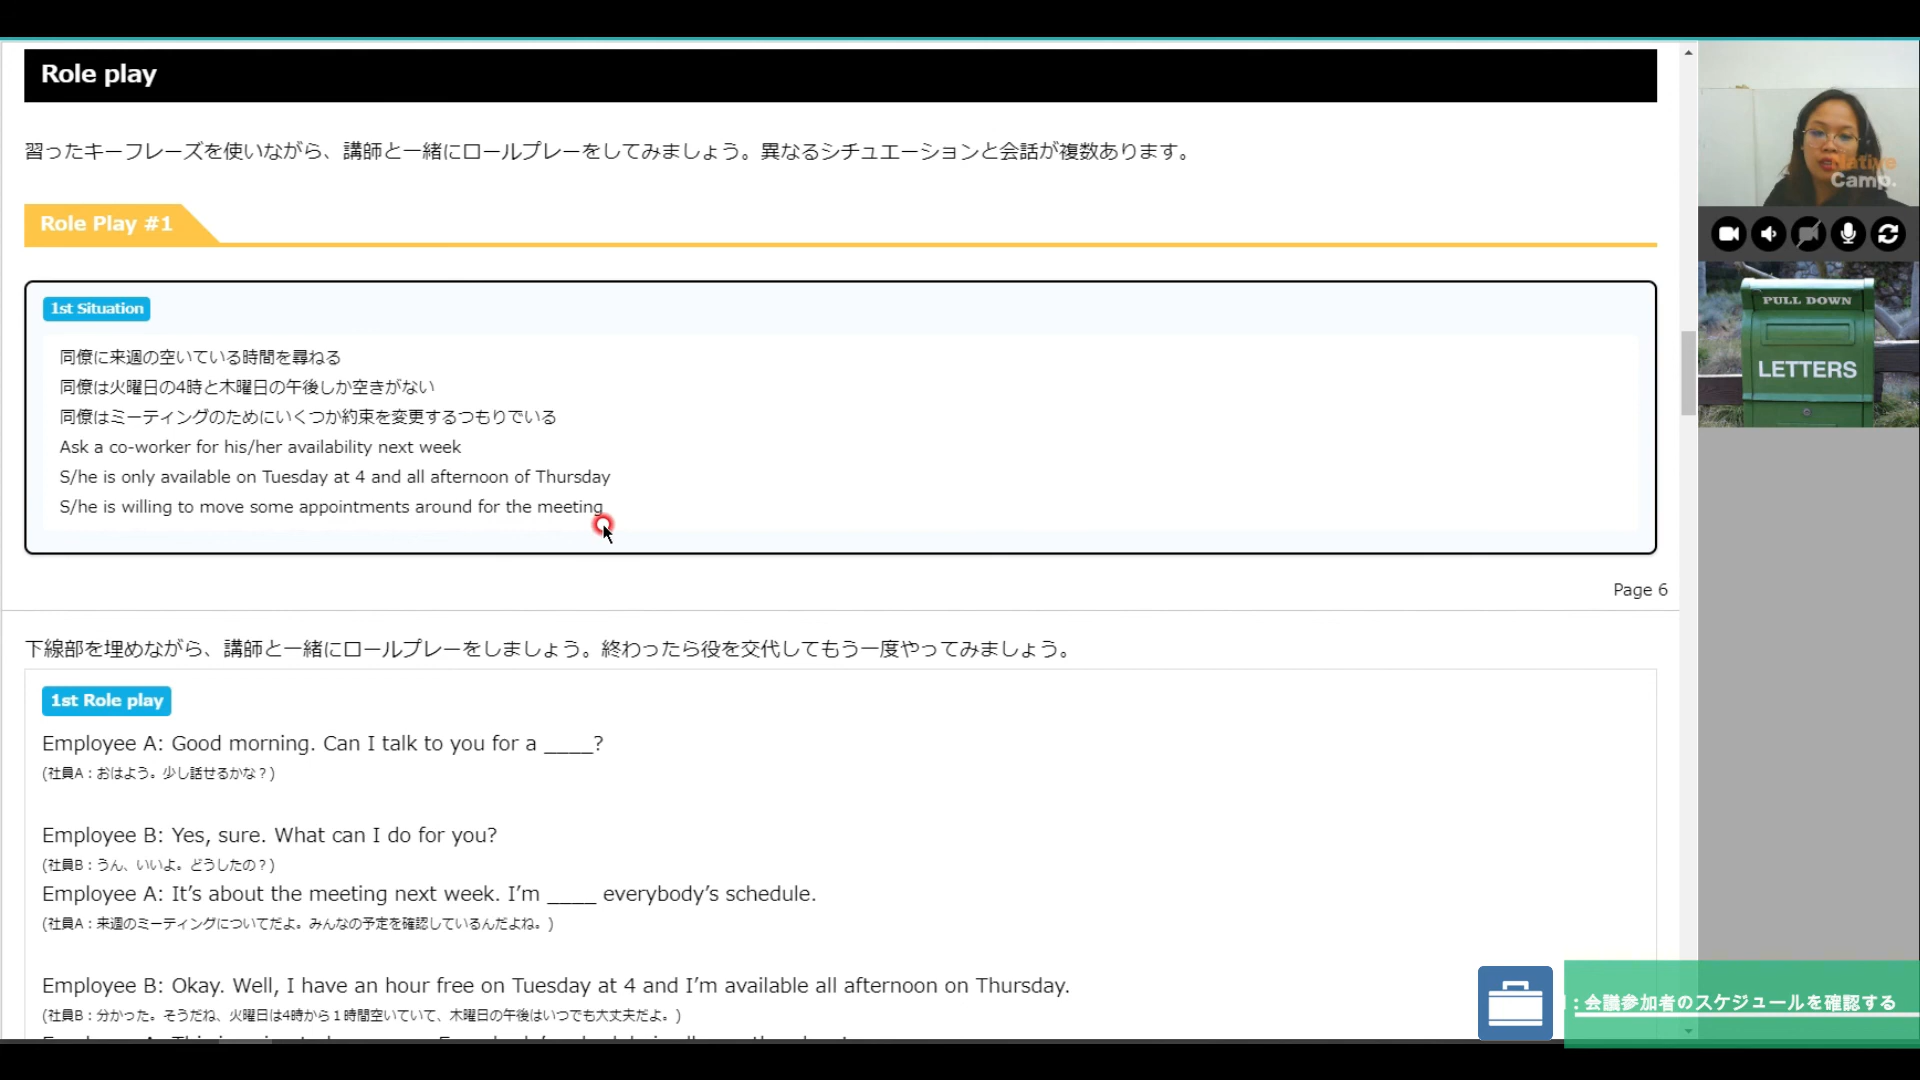 Role play
習ったキーフレーズを使いながら、講師と一緒にロールプレーをしてみましょう。異なるシチュエーションと会話が複数あります。
Role Play #1
1st Situation
同僚に来週の空いている時間を尋ねる
同僚は火曜日の4時と木曜日の午後しか空きがない
同僚はミーティングのためにいくつか約束を変更するつもりでいる
Ask a co-worker for his/her availability next week
S/he is only available on Tuesday at 4 and all afternoon of Thursday
S/he is willing to move some appointments around for the meeting
Page 6
下線部を埋めながら、講師と一緒にロールプレーをしましょう。終わったら役を交代してもう一度やってみましょう。
1st Role play
Employee A: Good morning. Can I talk to you for a ____?
(社員A：おはよう。少し話せるかな？)
Employee B: Yes, sure. What can I do for you?
(社員B：うん、いいよ。どうしたの？)
Employee A: It’s about the meeting next week. I’m ____ everybody’s schedule.
(社員A：来週のミーティングについてだよ。みんなの予定を確認しているんだよね。)
Employee B: Okay. Well, I have an hour free on Tuesday at 4 and I’m available all afternoon on Thursday.
(社員B：分かった。そうだね、火曜日は4時から１時間空いていて、木曜日の午後はいつでも大丈夫だよ。)
Native
Camp.
PULL DOWN
LETTERS
：会議参加者のスケジュールを確認する